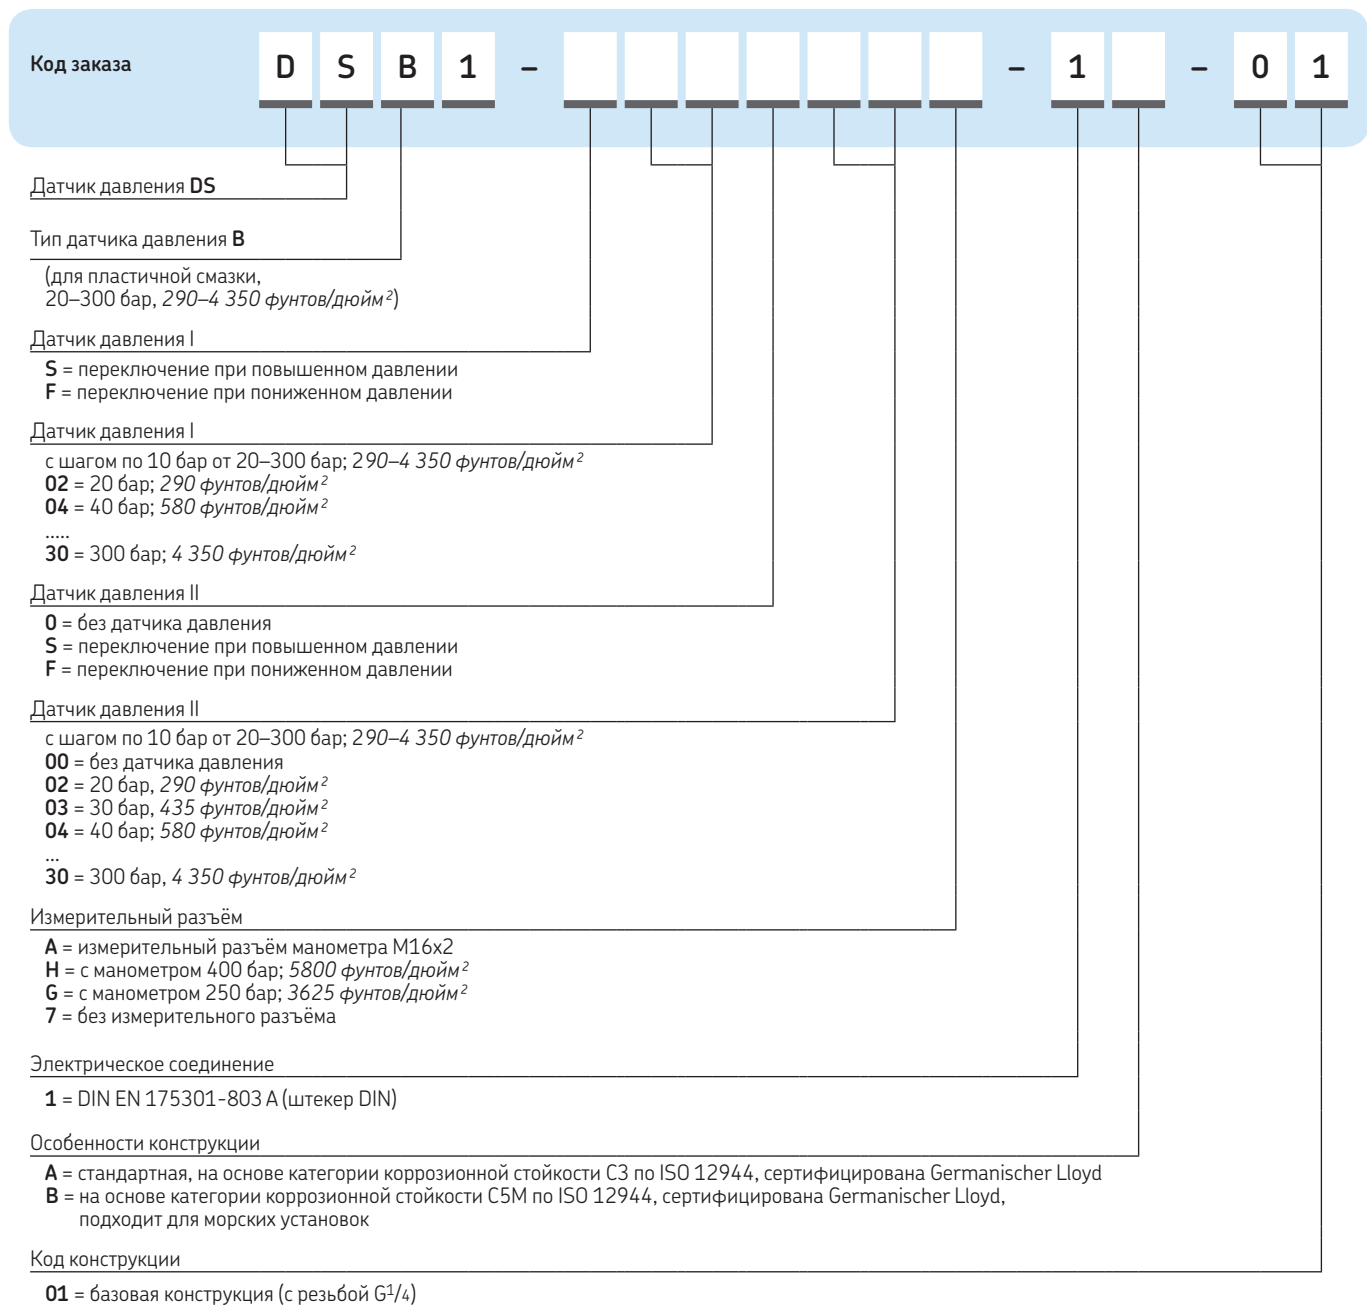 Код заказа D S B 1 – – 1 – 0 1
Датчик давления DS
Тип датчика давления B
(для пластичной смазки,
20–300 бар, 290–4 350 фунтов/дюйм²)
Датчик давления I
S = переключение при повышенном давлении
F = переключение при пониженном давлении
Датчик давления I
с шагом по 10 бар от 20–300 бар; 290–4 350 фунтов/дюйм²
02 = 20 бар; 290 фунтов/дюйм²
04 = 40 бар; 580 фунтов/дюйм²
.....
30 = 300 бар; 4 350 фунтов/дюйм²
Датчик давления II
0 = без датчика давления
S = переключение при повышенном давлении
F = переключение при пониженном давлении
Датчик давления II
с шагом по 10 бар от 20–300 бар; 290–4 350 фунтов/дюйм²
00 = без датчика давления
02 = 20 бар, 290 фунтов/дюйм²
03 = 30 бар, 435 фунтов/дюйм²
04 = 40 бар; 580 фунтов/дюйм²
...
30 = 300 бар, 4 350 фунтов/дюйм²
Измерительный разъём
A = измерительный разъём манометра M16x2
H = с манометром 400 бар; 5800 фунтов/дюйм²
G = с манометром 250 бар; 3625 фунтов/дюйм²
7 = без измерительного разъёма
Электрическое соединение
1 = DIN EN 175301-803 A (штекер DIN)
Особенности конструкции
A = стандартная, на основе категории коррозионной стойкости C3 по ISO 12944, сертифицирована Germanischer Lloyd
B = на основе категории коррозионной стойкости C5M по ISO 12944, сертифицирована Germanischer Lloyd,
подходит для морских установок
Код конструкции
01 = базовая конструкция (с резьбой G1/4)